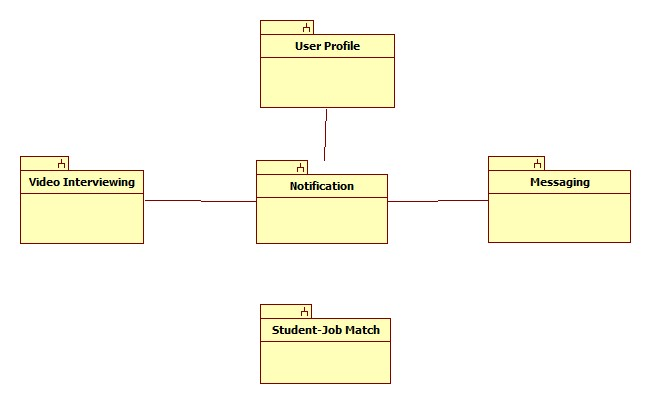 User Profile
Video Interviewing
Notification
Messaging
Student-Job Match